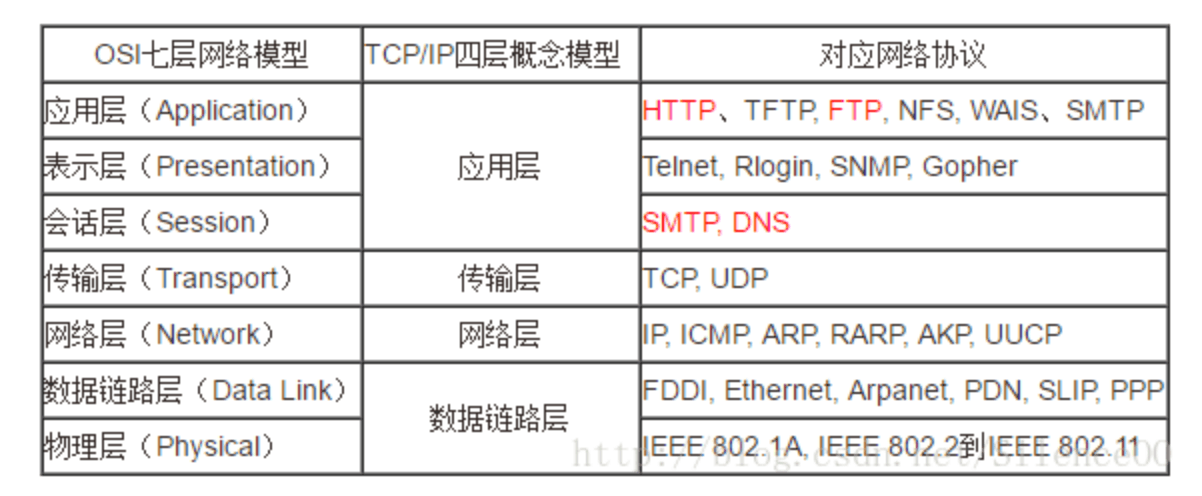 OSI七层网络模型 TCP/IP四层概念模型 对应网络协议
应用层（Application） HTTP、TFTP, FTP, NFS, WAIS、SMTP
表示层（Presentation） 应用层 Telnet, Rlogin, SNMP, Gopher
会话层（Session） SMTP, DNS
传输层（Transport） 传输层 TCP, UDP
网络层（Network） 网络层 IP, ICMP, ARP, RARP, AKP, UUCP
数据链路层（Data Link） FDDI, Ethernet, Arpanet, PDN, SLIP, PPP
数据链路层
物理层（Physical） IEEE 802.1A, IEEE 802.2到IEEE 802.11
http://blog.csdn.net/